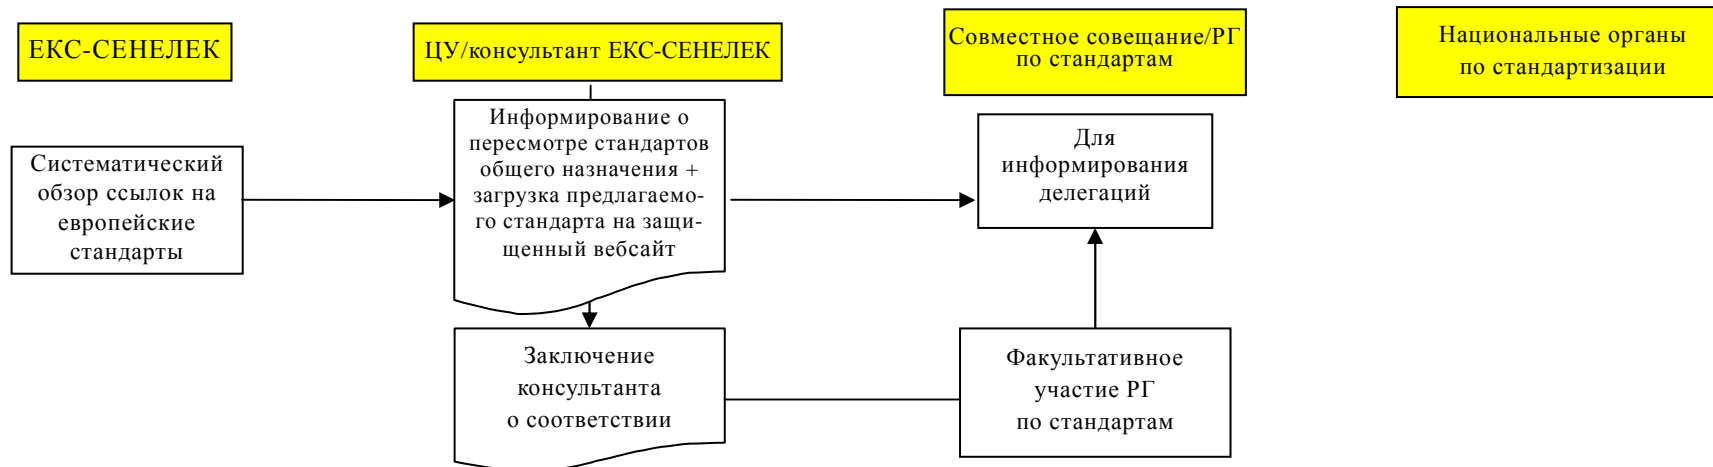 ЕКС-СЕНЕЛЕК
ЦУ/консультант ЕКС-СЕНЕЛЕК
Совместное совещание/РГ
по стандартам
Национальные органы
по стандартизации
Систематический
обзор ссылок на
европейские
стандарты
Информирование о
пересмотре стандартов
общего назначения +
загрузка предлагаемо-
го стандарта на защи-
щенный вебсайт
Для
информирования
делегаций
Заключение
консультанта
о соответствии
Факультативное
участие РГ
по стандартам